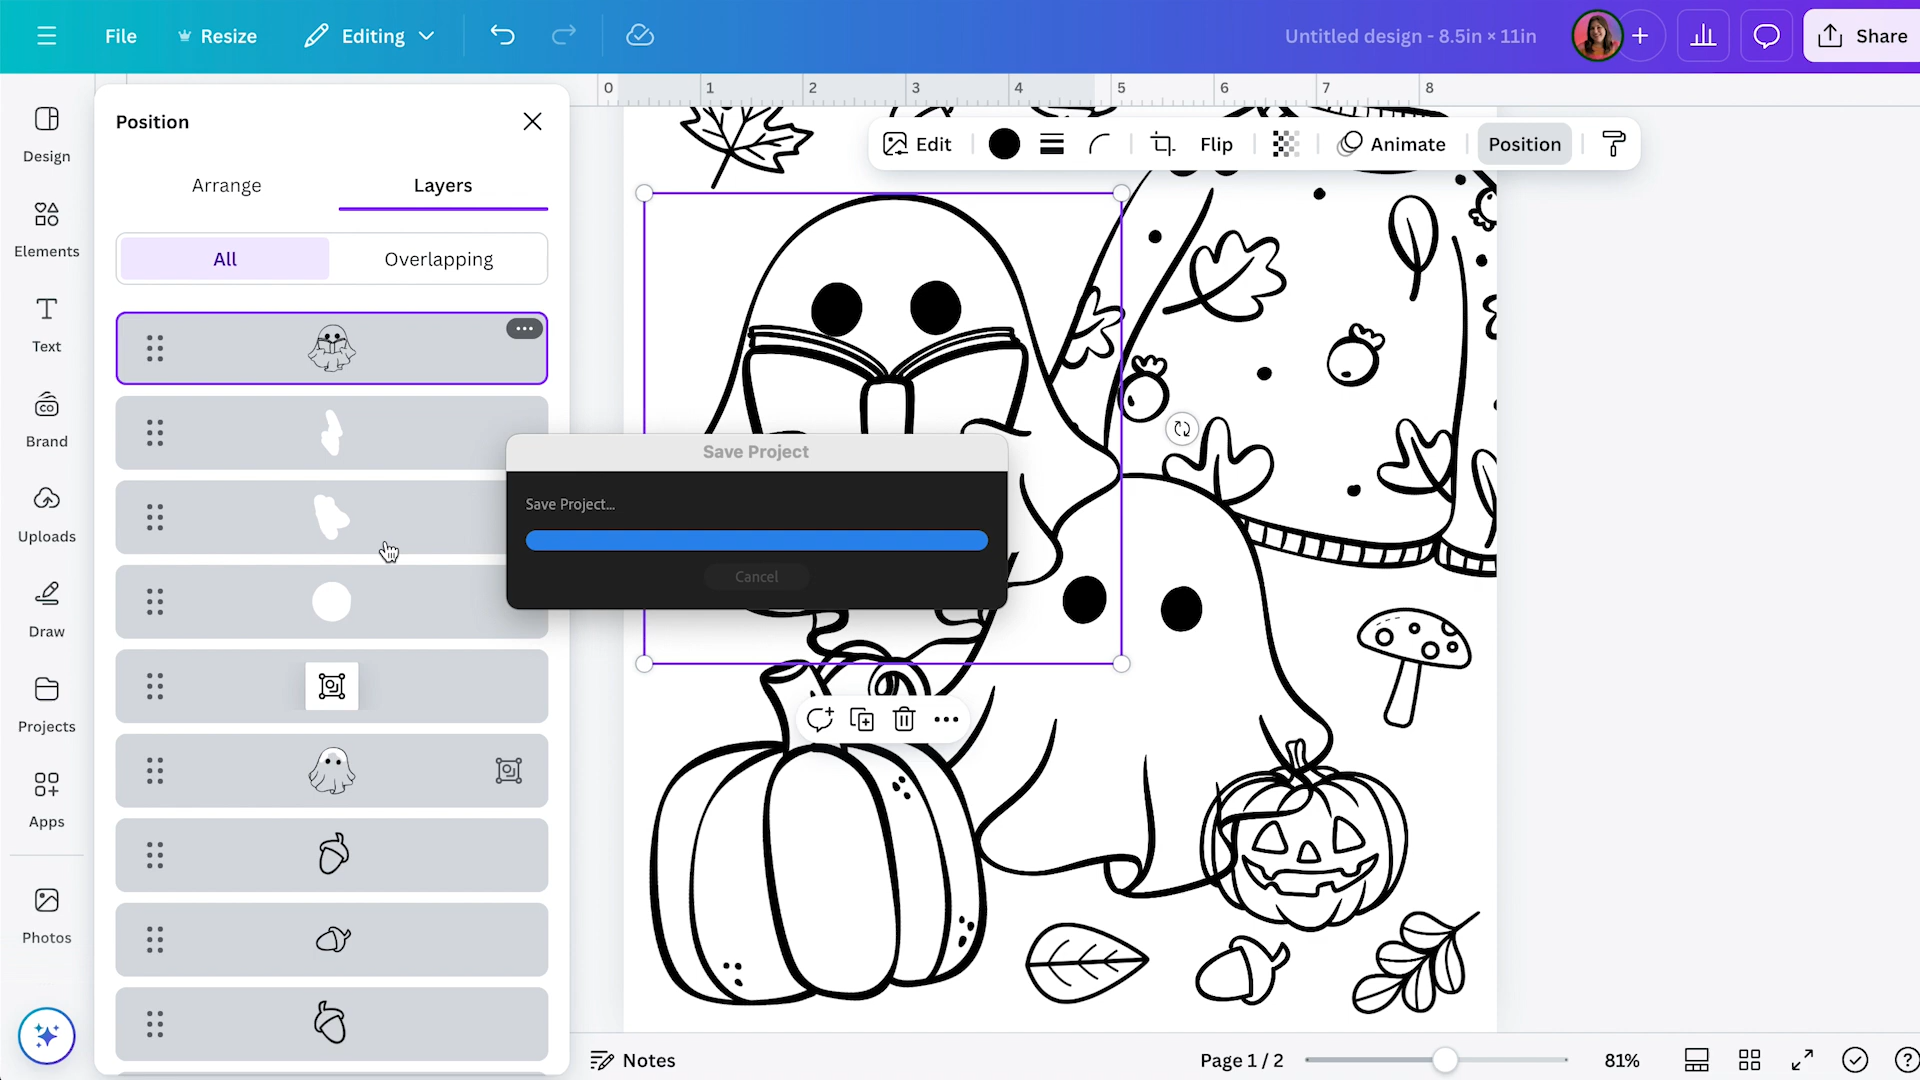 File
Resize
Editing
Untitled design - 8.5in × 11in
Share
0 1 2 3 4 5 6 7 8
Design
Elements
Text
Brand
Uploads
Draw
Projects
Apps
Photos
Position
Arrange
Layers
All
Overlapping
Edit
Flip
Animate
Position
Save Project
Save Project...
Cancel
Notes
Page 1 / 2
81%